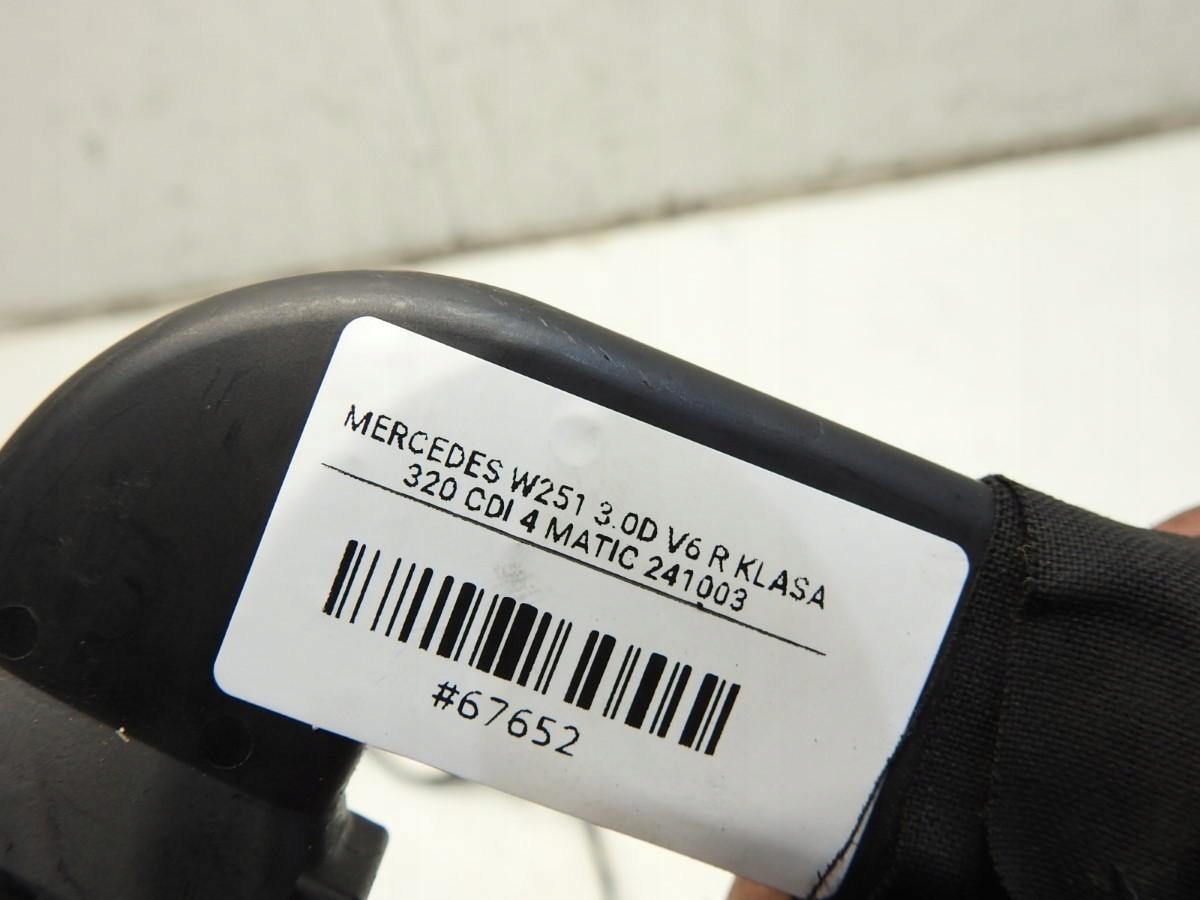 MERCEDES W251 3.0D V6 R KLASA
320 CDI 4 MATIC 241003
#67652